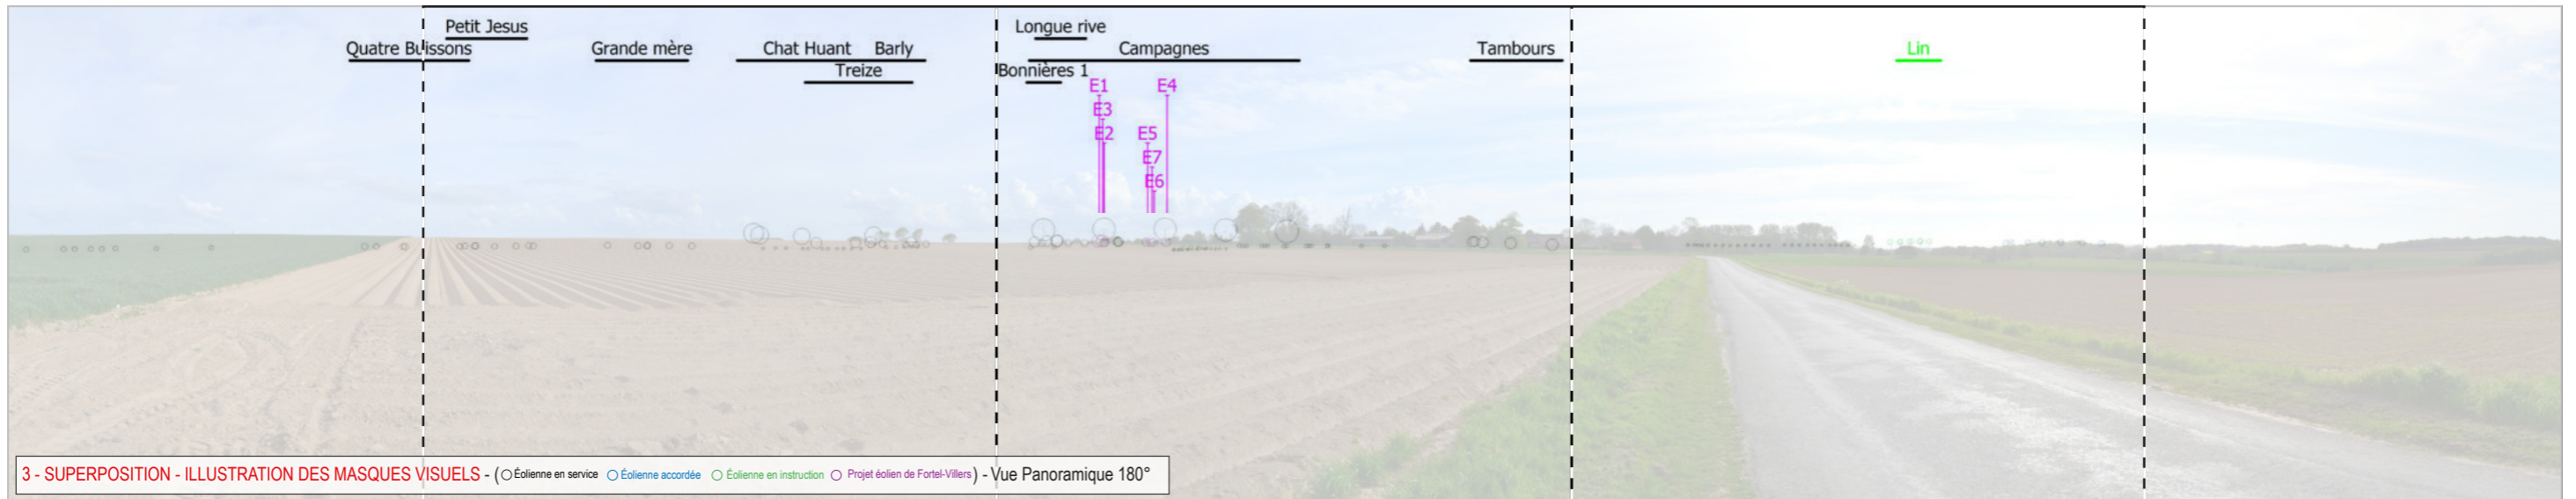 Petit Jesus
Longue rive
Quatre Buissons
Grande mère
Chat Huant
Barly
Campagnes
Tambours
Lin
Treize
Bonnières 1
E1
E4
E3
E2
E5
E7
E6
3 - SUPERPOSITION - ILLUSTRATION DES MASQUES VISUELS - ( Éolienne en service Éolienne accordée Éolienne en instruction Projet éolien de Fortel-Villers ) - Vue Panoramique 180°